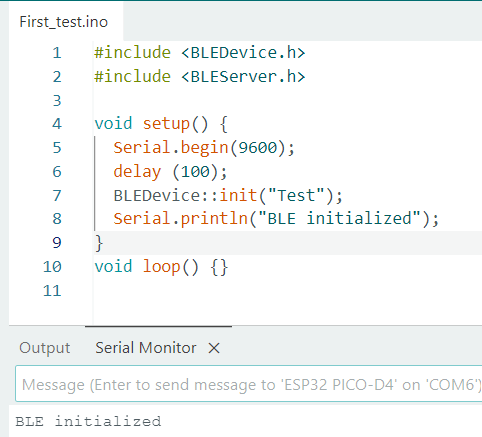 First_test.ino
1 #include <BLEDevice.h>
2 #include <BLEServer.h>
3
4 void setup() {
5 Serial.begin(9600);
6 delay (100);
7 BLEDevice::init("Test");
8 Serial.println("BLE initialized");
9 }
10 void loop() {}
11
Output Serial Monitor ×
Message (Enter to send message to 'ESP32 PICO-D4' on 'COM6')
BLE initialized